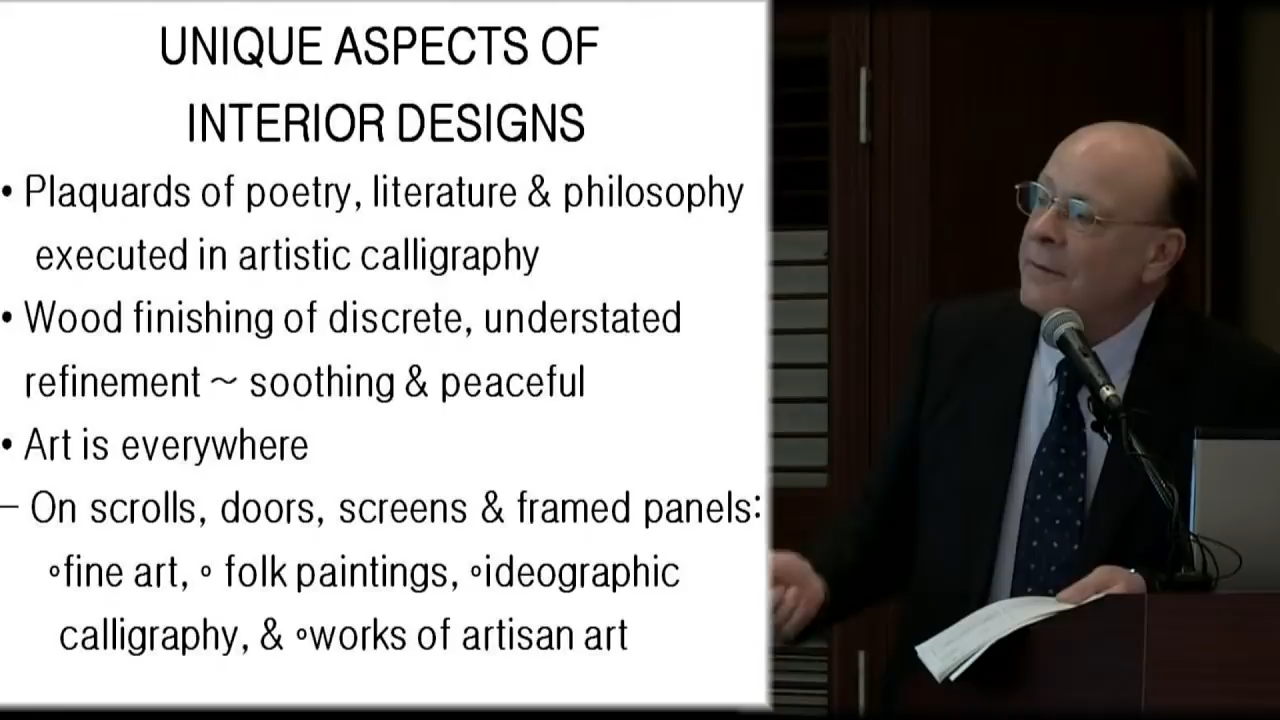 UNIQUE ASPECTS OF
INTERIOR DESIGNS
• Plaquards of poetry, literature & philosophy
executed in artistic calligraphy
• Wood finishing of discrete, understated
refinement ~ soothing & peaceful
• Art is everywhere
– On scrolls, doors, screens & framed panels:
°fine art, ° folk paintings, °ideographic
calligraphy, & °works of artisan art